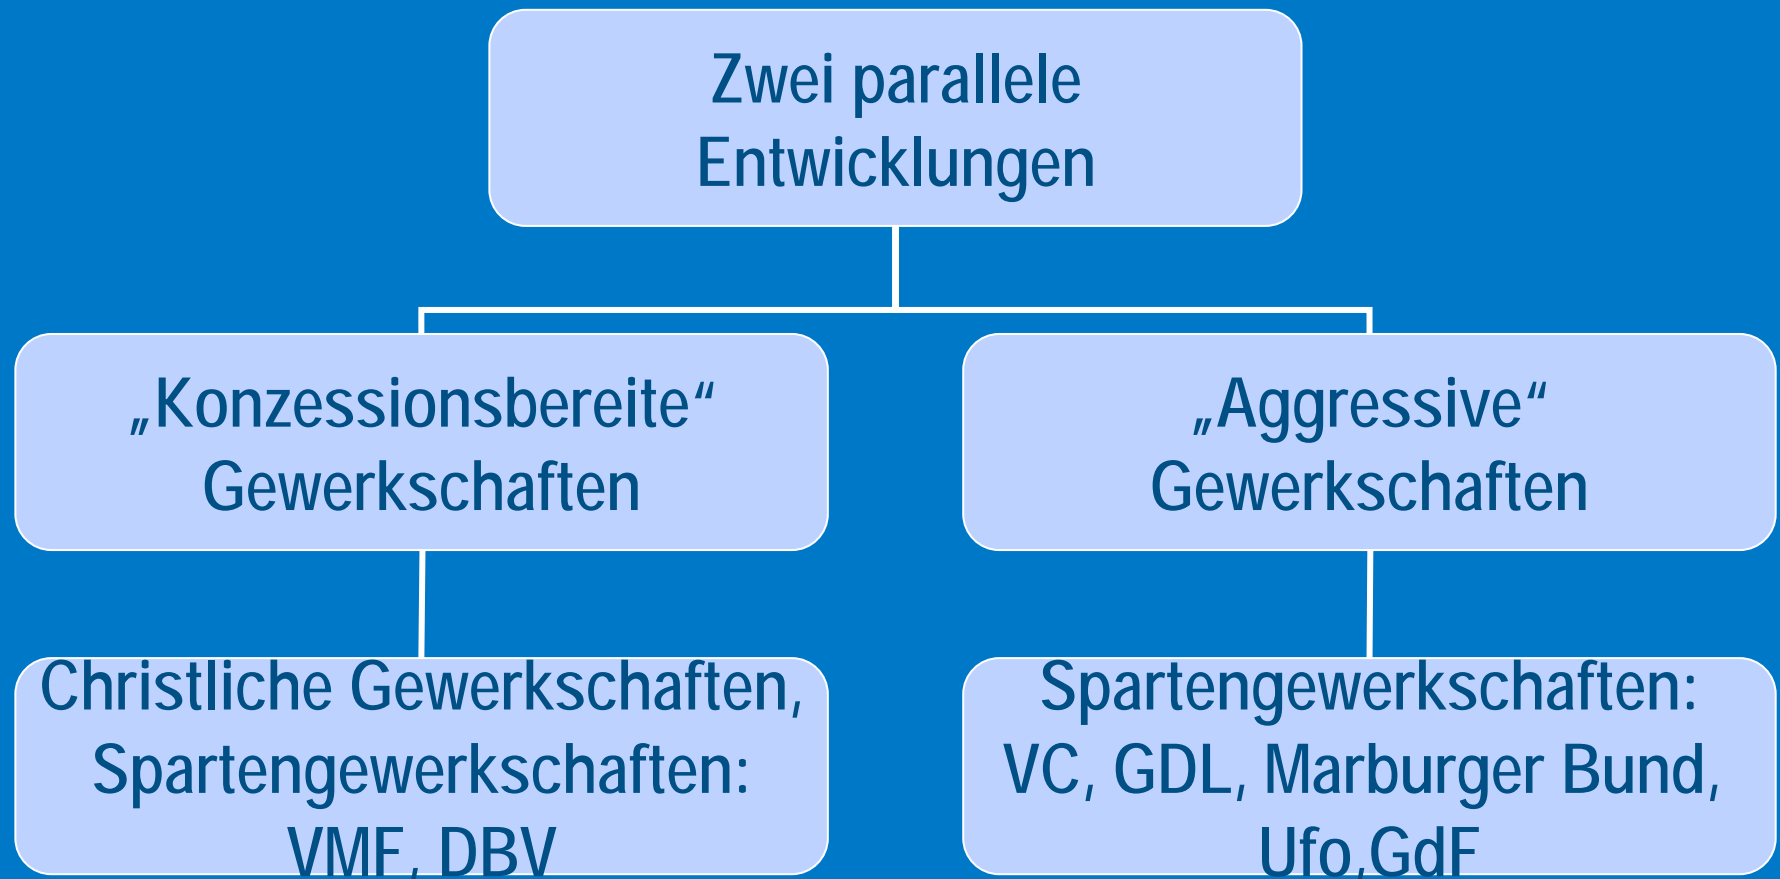 Zwei parallele
Entwicklungen
„Konzessionsbereite“
Gewerkschaften
„Aggressive“
Gewerkschaften
Christliche Gewerkschaften,
Spartengewerkschaften:
VMF, DBV
Spartengewerkschaften:
VC, GDL, Marburger Bund,
Ufo,GdF